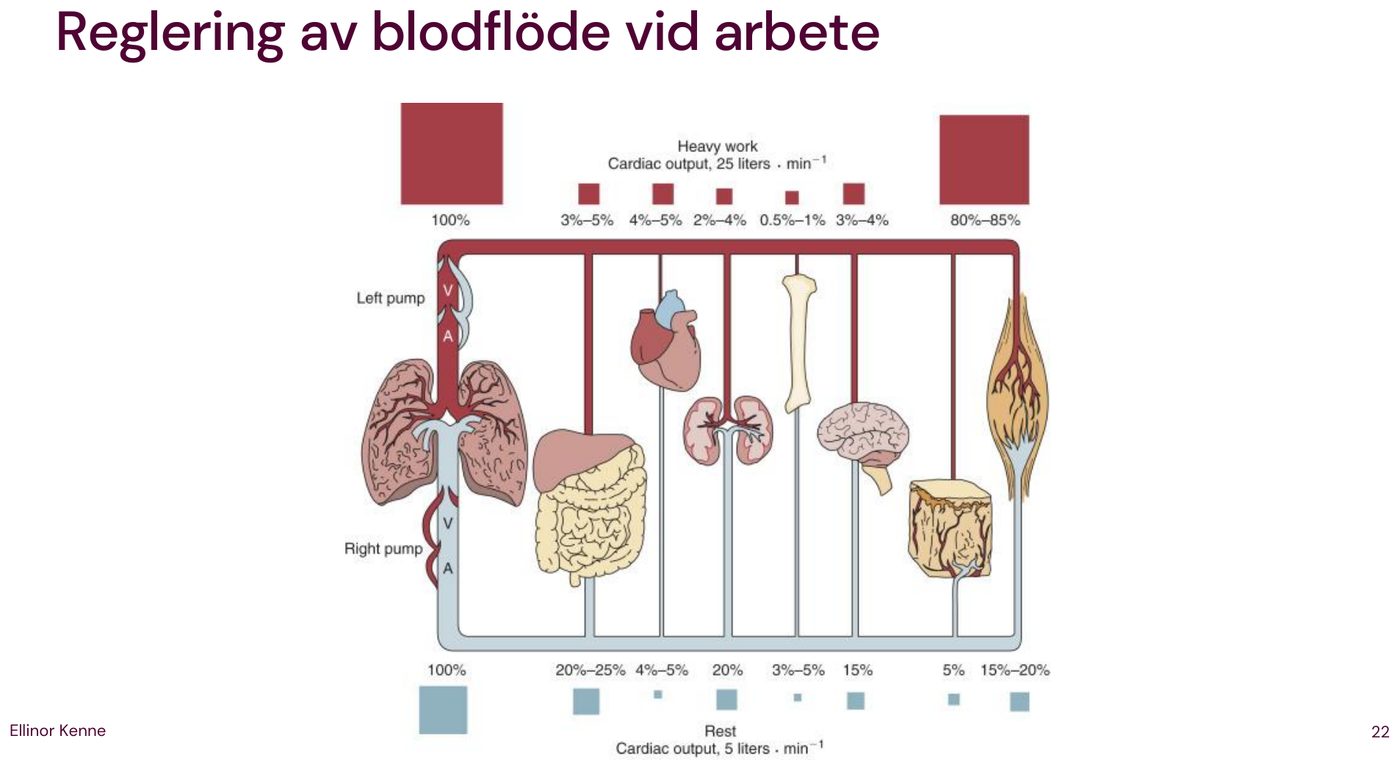 Reglering av blodflöde vid arbete
Heavy work
Cardiac output, 25 liters · min⁻¹
100%
3%–5%
4%–5%
2%–4%
0.5%–1%
3%–4%
80%–85%
Left pump
V
A
Right pump
V
A
100%
20%–25%
4%–5%
20%
3%–5%
15%
5%
15%–20%
Rest
Cardiac output, 5 liters · min⁻¹
Ellinor Kenne
22